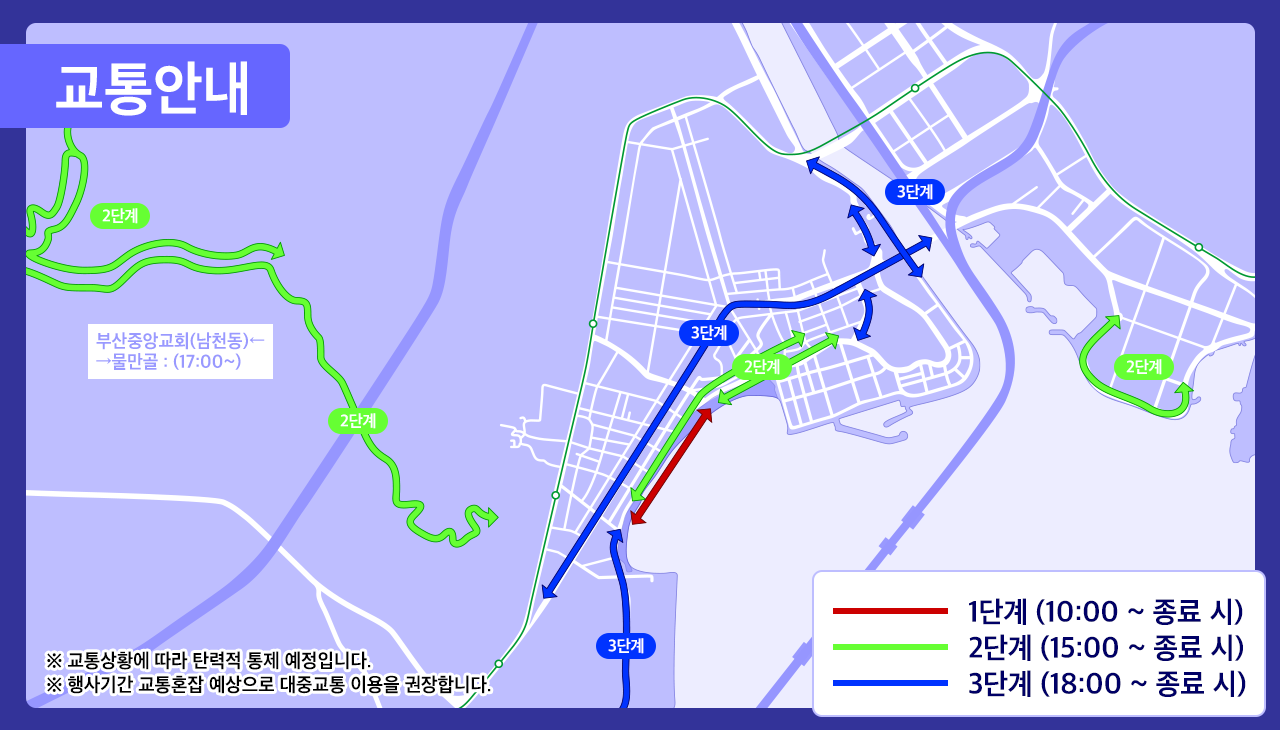 교통안내
2단계
3단계
부산중앙교회(남천동)←
→물만골 : (17:00~)
3단계
2단계
2단계
2단계
3단계
1단계 (10:00 ~ 종료 시)
2단계 (15:00 ~ 종료 시)
3단계 (18:00 ~ 종료 시)
※ 교통상황에 따라 탄력적 통제 예정입니다.
※ 행사기간 교통혼잡 예상으로 대중교통 이용을 권장합니다.